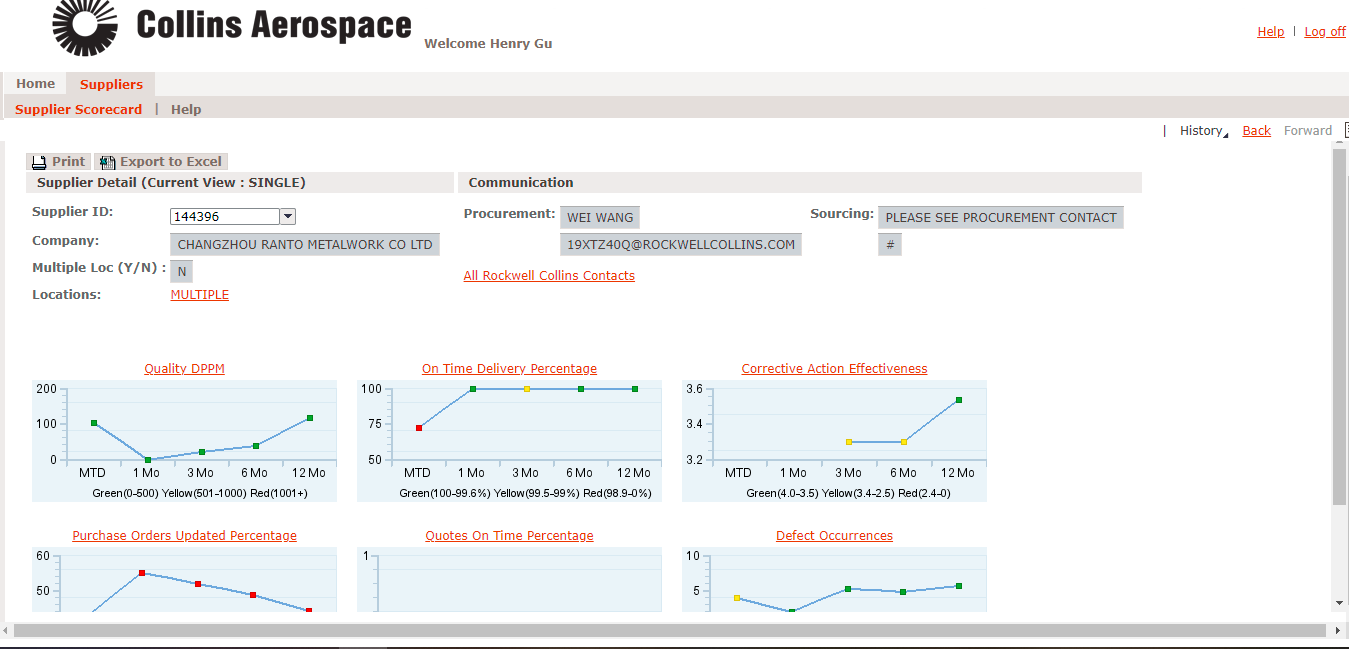 Collins Aerospace
Welcome Henry Gu
Help | Log off
Home Suppliers
Supplier Scorecard | Help
| History Back Forward
Print Export to Excel
Supplier Detail (Current View : SINGLE) Communication
Supplier ID: 144396 Procurement: WEI WANG Sourcing: PLEASE SEE PROCUREMENT CONTACT
Company: CHANGZHOU RANTO METALWORK CO LTD 19XTZ40Q@ROCKWELLCOLLINS.COM #
Multiple Loc (Y/N) : N All Rockwell Collins Contacts
Locations: MULTIPLE
Quality DPPM On Time Delivery Percentage Corrective Action Effectiveness
200 100 3.6
100 75 3.4
0 50 3.2
MTD 1 Mo 3 Mo 6 Mo 12 Mo MTD 1 Mo 3 Mo 6 Mo 12 Mo MTD 1 Mo 3 Mo 6 Mo 12 Mo
Green(0-500) Yellow(501-1000) Red(1001+) Green(100-99.6%) Yellow(99.5-99%) Red(98.9-0%) Green(4.0-3.5) Yellow(3.4-2.5) Red(2.4-0)
Purchase Orders Updated Percentage Quotes On Time Percentage Defect Occurrences
60 1 10
50 5